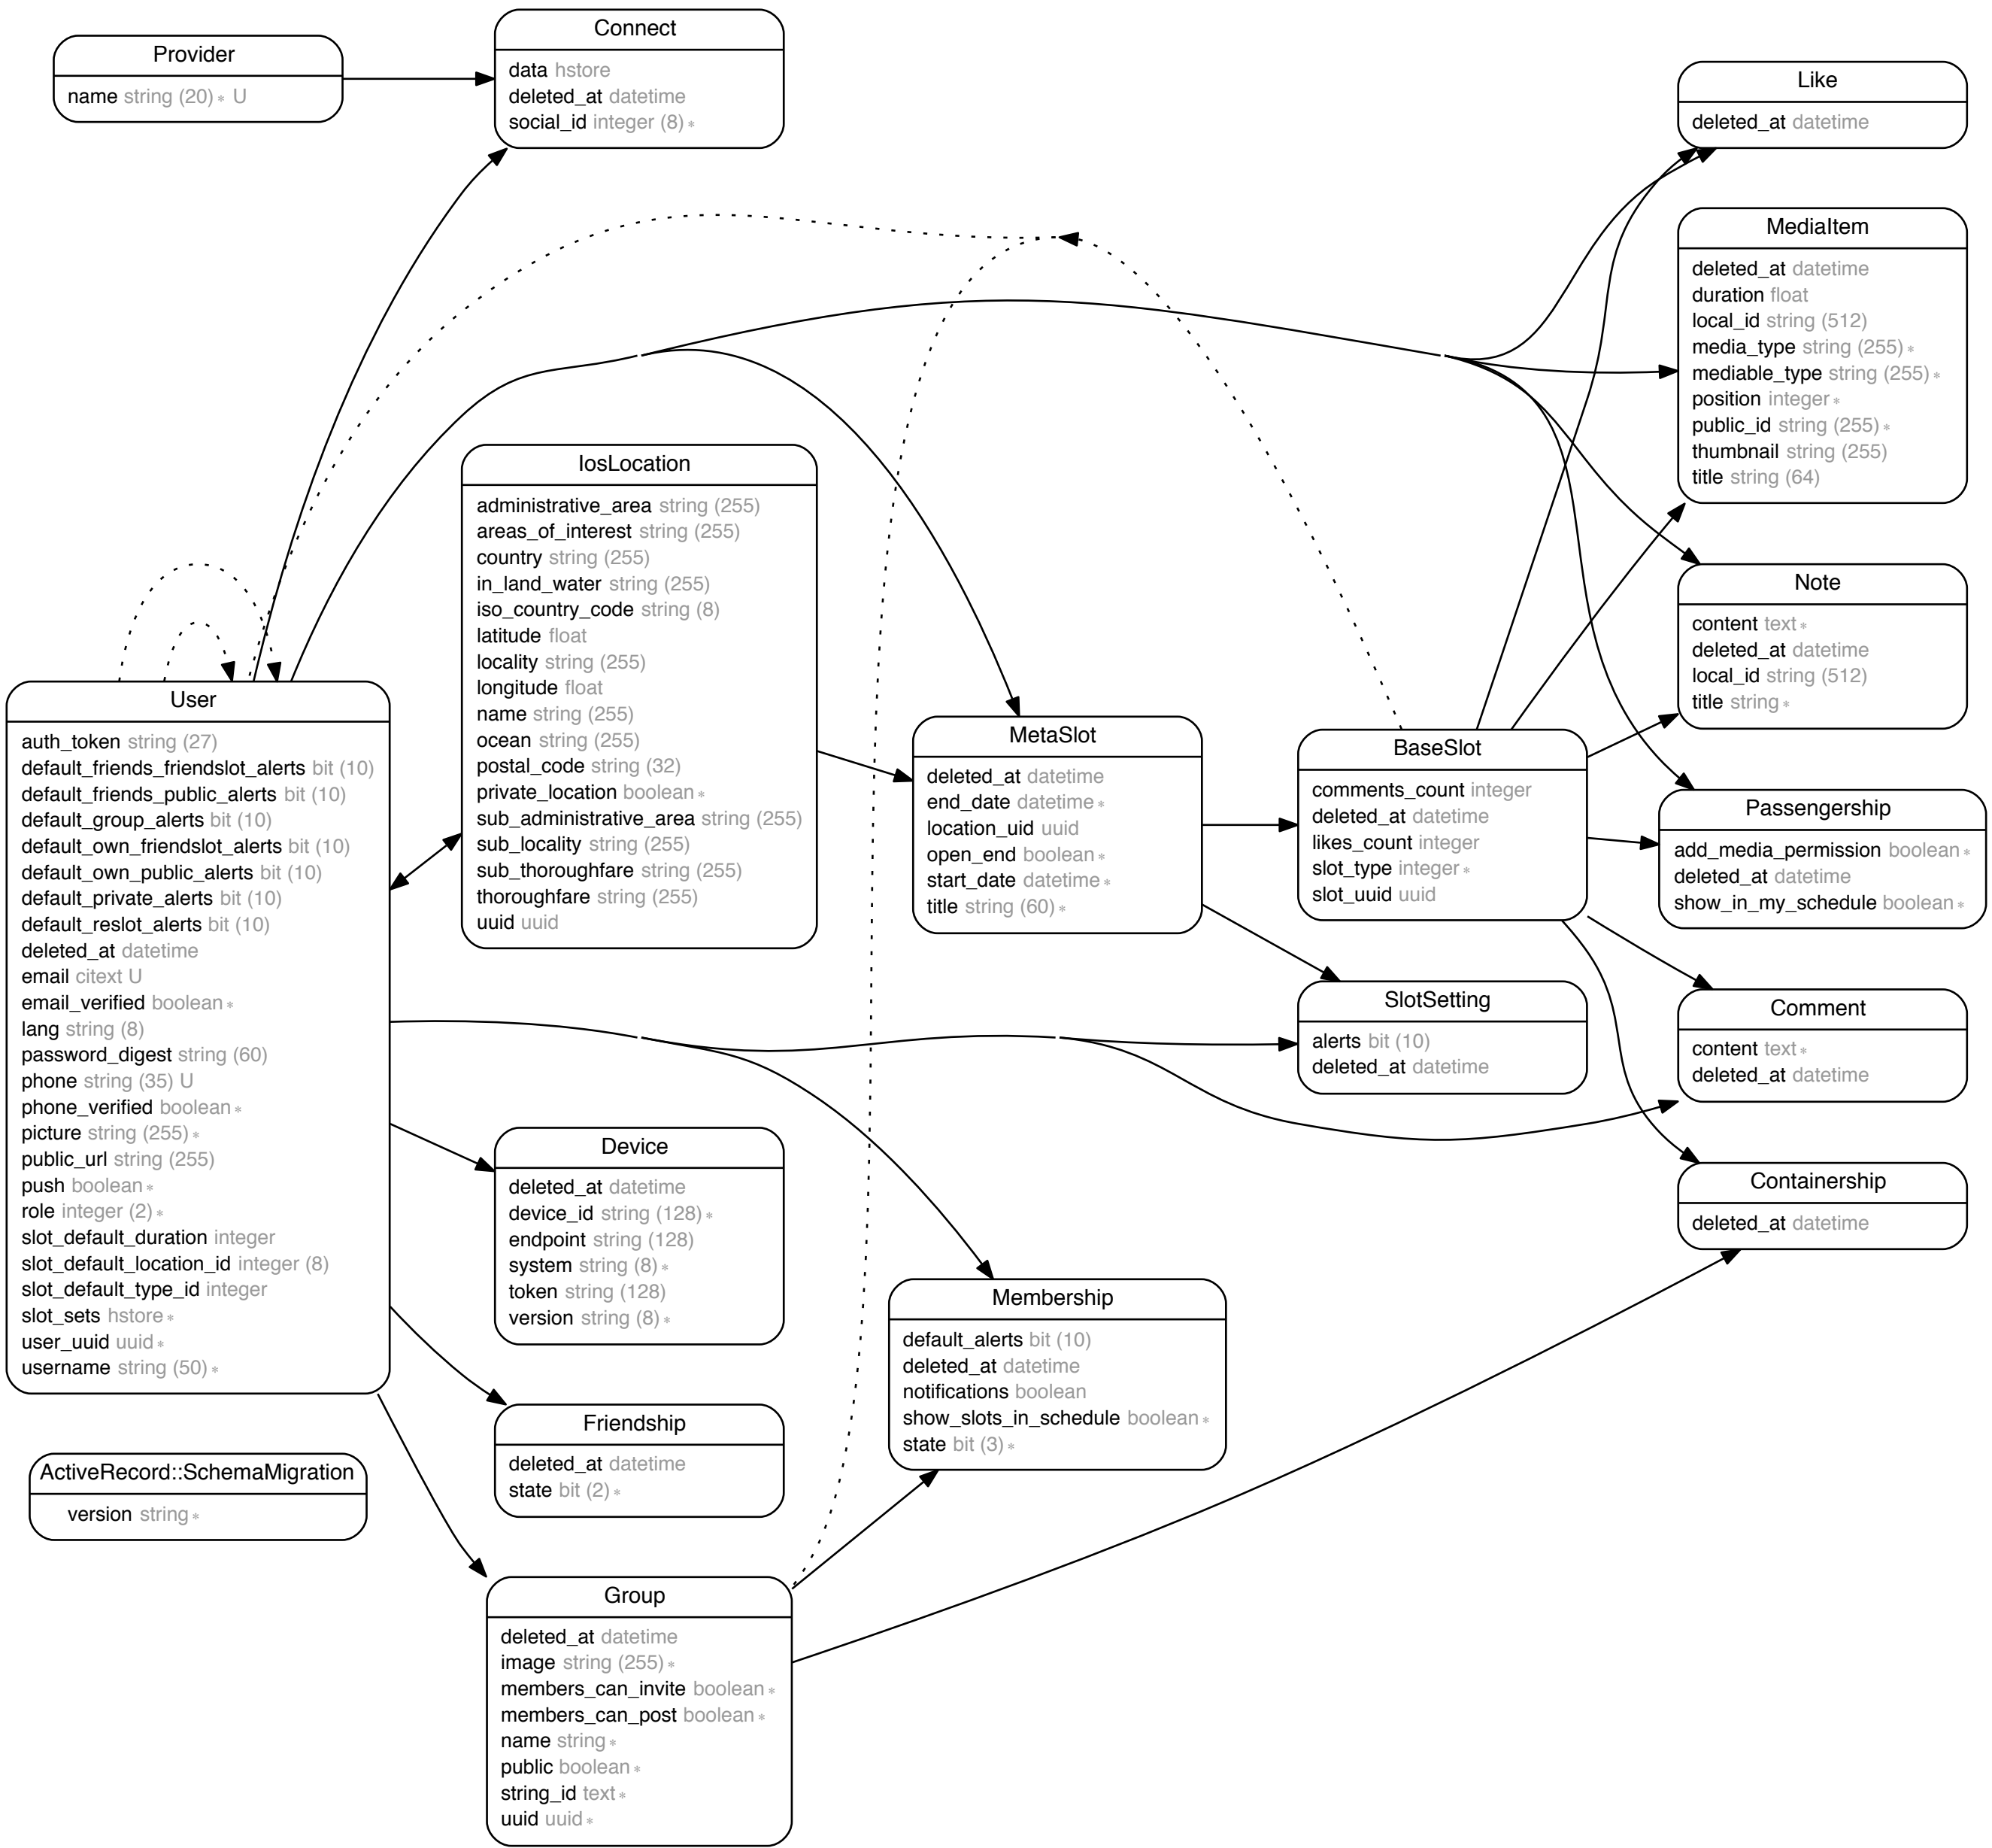 Provider
name string (20)∗ U
Connect
data hstore
deleted_at datetime
social_id integer (8)∗
Like
deleted_at datetime
MediaItem
deleted_at datetime
duration float
local_id string (512)
media_type string (255)∗
mediable_type string (255)∗
position integer∗
public_id string (255)∗
thumbnail string (255)
title string (64)
IosLocation
administrative_area string (255)
areas_of_interest string (255)
country string (255)
in_land_water string (255)
iso_country_code string (8)
latitude float
locality string (255)
longitude float
name string (255)
ocean string (255)
postal_code string (32)
private_location boolean∗
sub_administrative_area string (255)
sub_locality string (255)
sub_thoroughfare string (255)
thoroughfare string (255)
uuid uuid
Note
content text∗
deleted_at datetime
local_id string (512)
title string∗
User
auth_token string (27)
default_friends_friendslot_alerts bit (10)
default_friends_public_alerts bit (10)
default_group_alerts bit (10)
default_own_friendslot_alerts bit (10)
default_own_public_alerts bit (10)
default_private_alerts bit (10)
default_reslot_alerts bit (10)
deleted_at datetime
email citext U
email_verified boolean∗
lang string (8)
password_digest string (60)
phone string (35) U
phone_verified boolean∗
picture string (255)∗
public_url string (255)
push boolean∗
role integer (2)∗
slot_default_duration integer
slot_default_location_id integer (8)
slot_default_type_id integer
slot_sets hstore∗
user_uuid uuid∗
username string (50)∗
MetaSlot
deleted_at datetime
end_date datetime∗
location_uid uuid
open_end boolean∗
start_date datetime∗
title string (60)∗
BaseSlot
comments_count integer
deleted_at datetime
likes_count integer
slot_type integer∗
slot_uuid uuid
Passengership
add_media_permission boolean∗
deleted_at datetime
show_in_my_schedule boolean∗
SlotSetting
alerts bit (10)
deleted_at datetime
Comment
content text∗
deleted_at datetime
Device
deleted_at datetime
device_id string (128)∗
endpoint string (128)
system string (8)∗
token string (128)
version string (8)∗
Containership
deleted_at datetime
Membership
default_alerts bit (10)
deleted_at datetime
notifications boolean
show_slots_in_schedule boolean∗
state bit (3)∗
Friendship
deleted_at datetime
state bit (2)∗
ActiveRecord::SchemaMigration
version string∗
Group
deleted_at datetime
image string (255)∗
members_can_invite boolean∗
members_can_post boolean∗
name string∗
public boolean∗
string_id text∗
uuid uuid∗